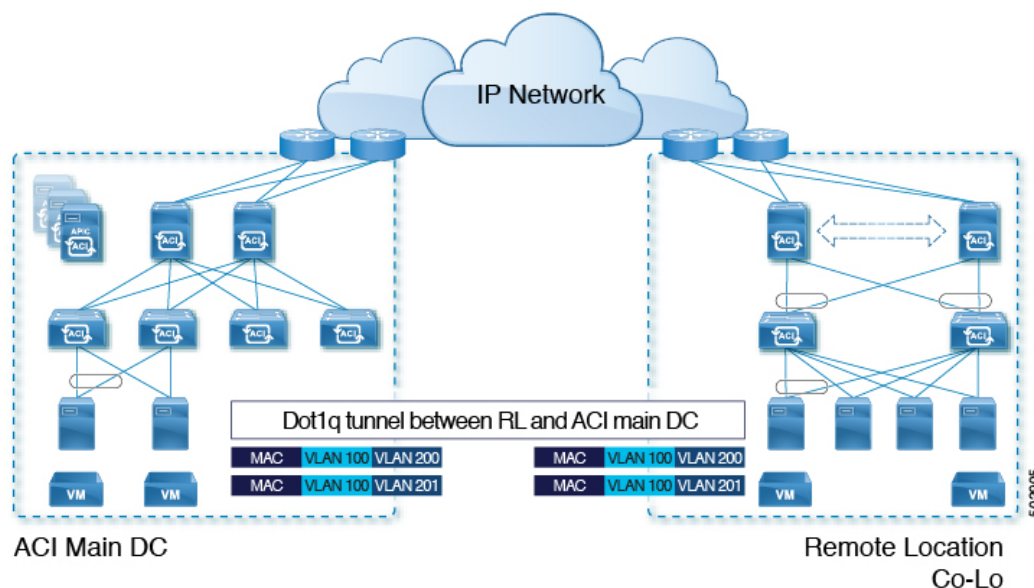 IP Network
APIC
ACI
ACI
ACI
ACI
ACI
ACI
ACI
ACI
ACI
ACI
ACI
Dot1q tunnel between RL and ACI main DC
MAC VLAN 100 VLAN 200
MAC VLAN 100 VLAN 200
MAC VLAN 100 VLAN 201
MAC VLAN 100 VLAN 201
VM
VM
VM
VM
ACI Main DC
Remote Location
Co-Lo